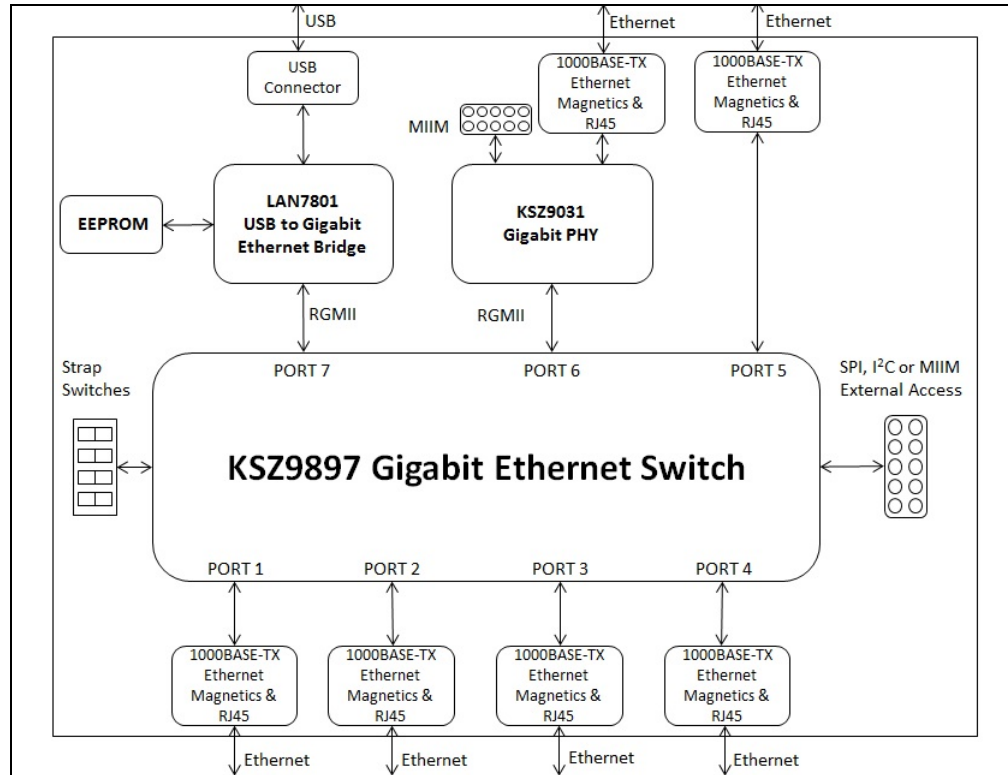 USB
Ethernet
Ethernet
USB
Connector
1000BASE-TX
Ethernet
Magnetics &
RJ45
1000BASE-TX
Ethernet
Magnetics &
RJ45
MIIM
EEPROM
LAN7801
USB to Gigabit
Ethernet Bridge
KSZ9031
Gigabit PHY
RGMII
RGMII
Strap
Switches
PORT 7
PORT 6
PORT 5
SPI, I²C or MIIM
External Access
KSZ9897 Gigabit Ethernet Switch
PORT 1
PORT 2
PORT 3
PORT 4
1000BASE-TX
Ethernet
Magnetics &
RJ45
1000BASE-TX
Ethernet
Magnetics &
RJ45
1000BASE-TX
Ethernet
Magnetics &
RJ45
1000BASE-TX
Ethernet
Magnetics &
RJ45
Ethernet
Ethernet
Ethernet
Ethernet